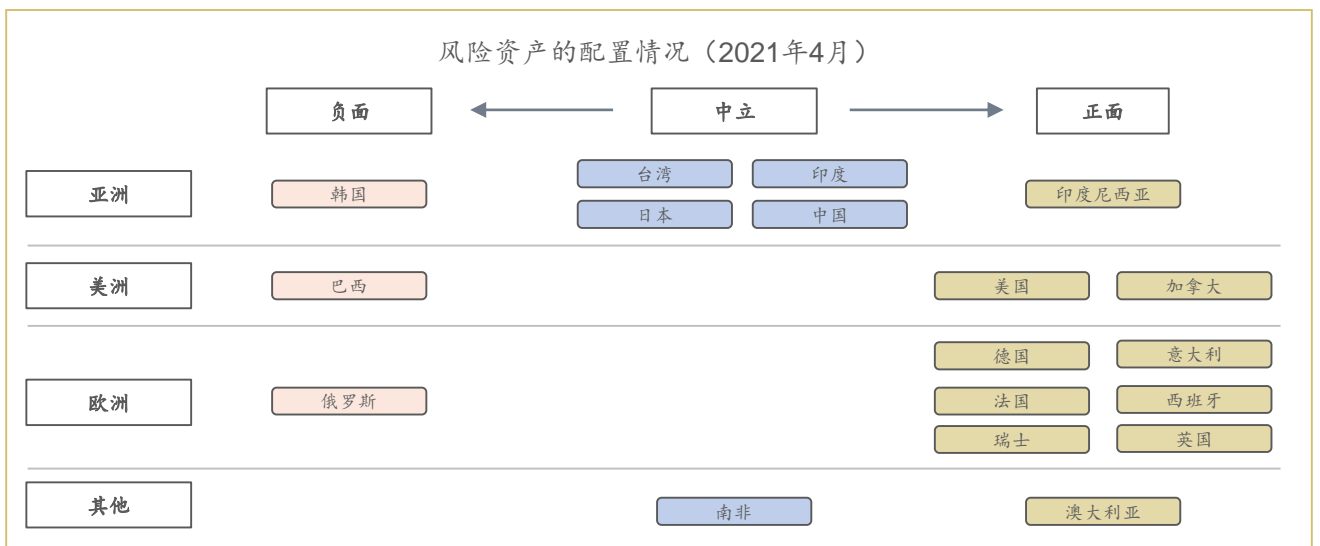 风险资产的配置情况（2021年4月）
负面
中立
正面
亚洲
韩国
台湾
印度
日本
中国
印度尼西亚
美洲
巴西
美国
加拿大
欧洲
俄罗斯
德国
意大利
法国
西班牙
瑞士
英国
其他
南非
澳大利亚